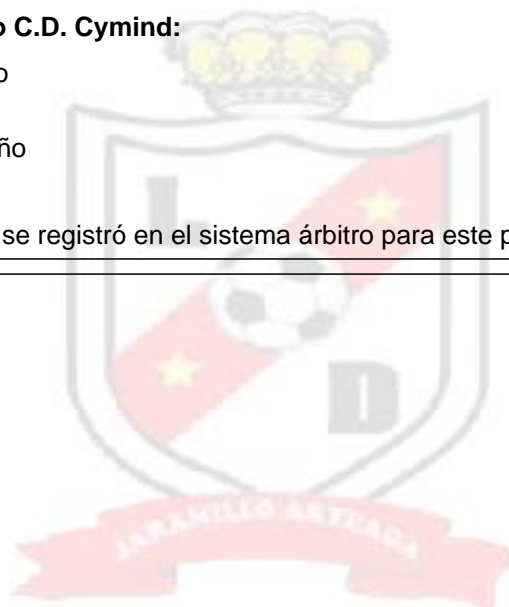 o C.D. Cymind:
o
ño
se registró en el sistema árbitro para este p
L
D
JARAMILLO ARTEAGA